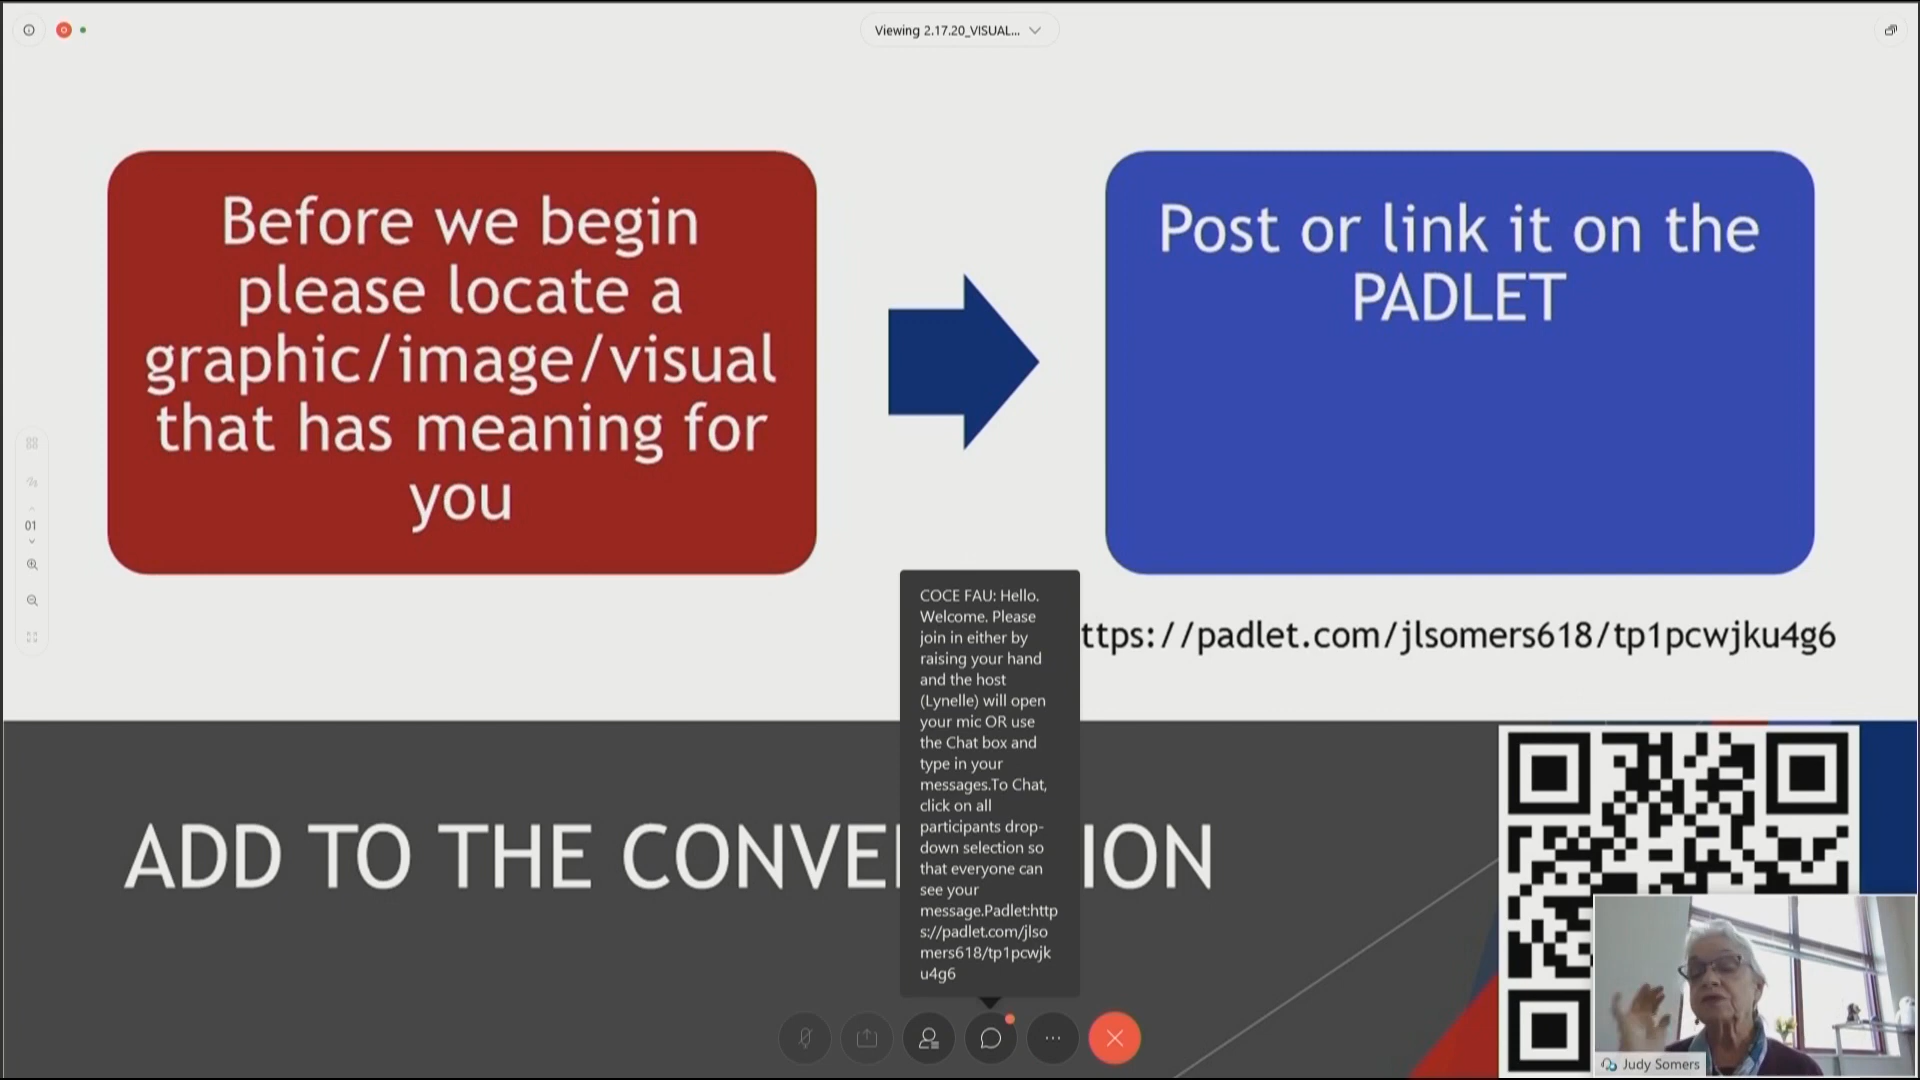 Viewing 2.17.20_VISUAL...
Before we begin
please locate a
graphic/image/visual
that has meaning for
you
Post or link it on the
PADLET
01
ttps://padlet.com/jlsomers618/tp1pcwjku4g6
COCE FAU: Hello.
Welcome. Please
join in either by
raising your hand
and the host
(Lynelle) will open
your mic OR use
the Chat box and
type in your
messages.To Chat,
click on all
participants drop-
down selection so
that everyone can
see your
message.Padlet:http
s://padlet.com/jlso
mers618/tp1pcwjk
u4g6
ADD TO THE CONVE ION
Judy Somers